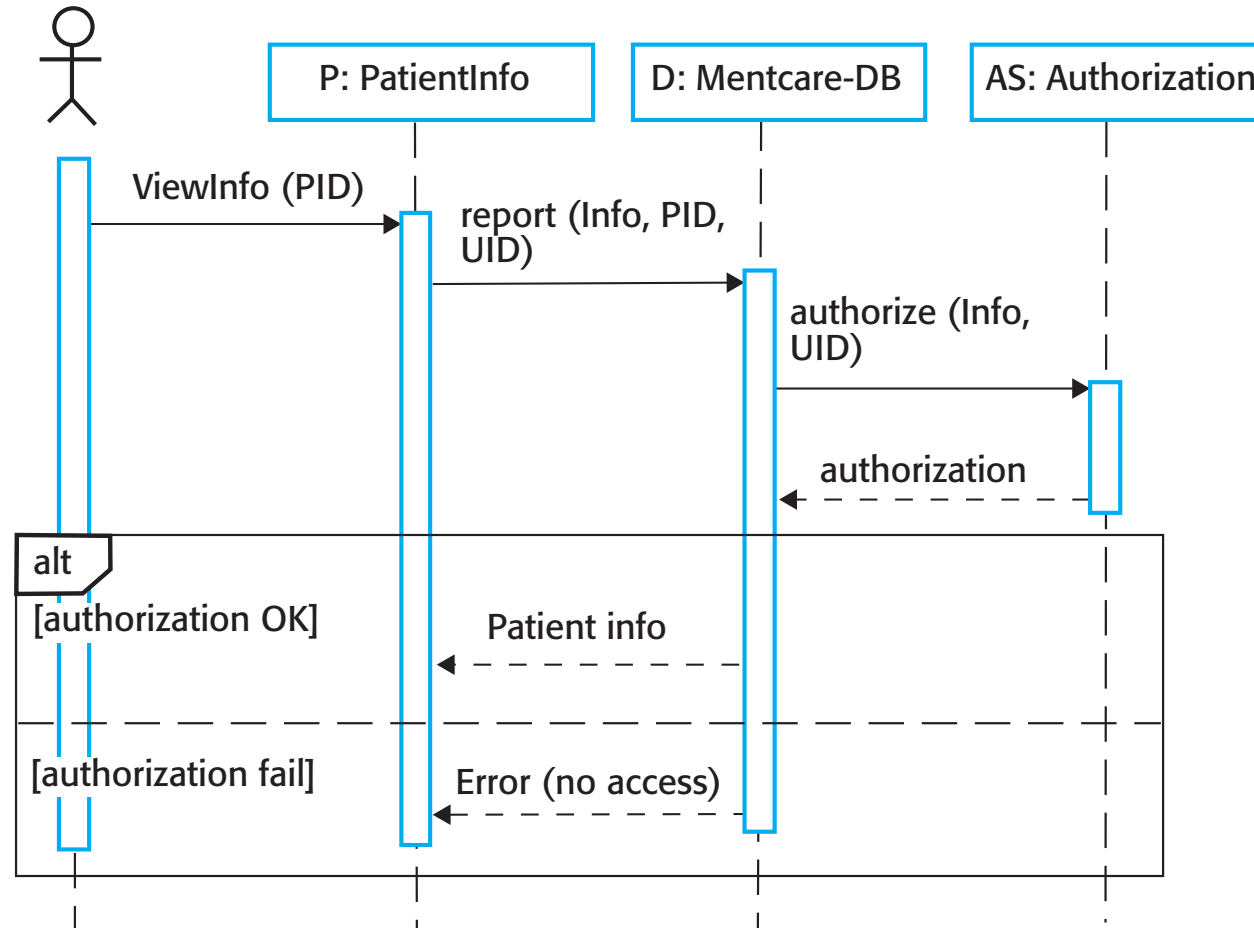 P: PatientInfo
D: Mentcare-DB
AS: Authorization
ViewInfo (PID)
report (Info, PID,
UID)
authorize (Info,
UID)
authorization
alt
[authorization OK]
Patient info
[authorization fail]
Error (no access)